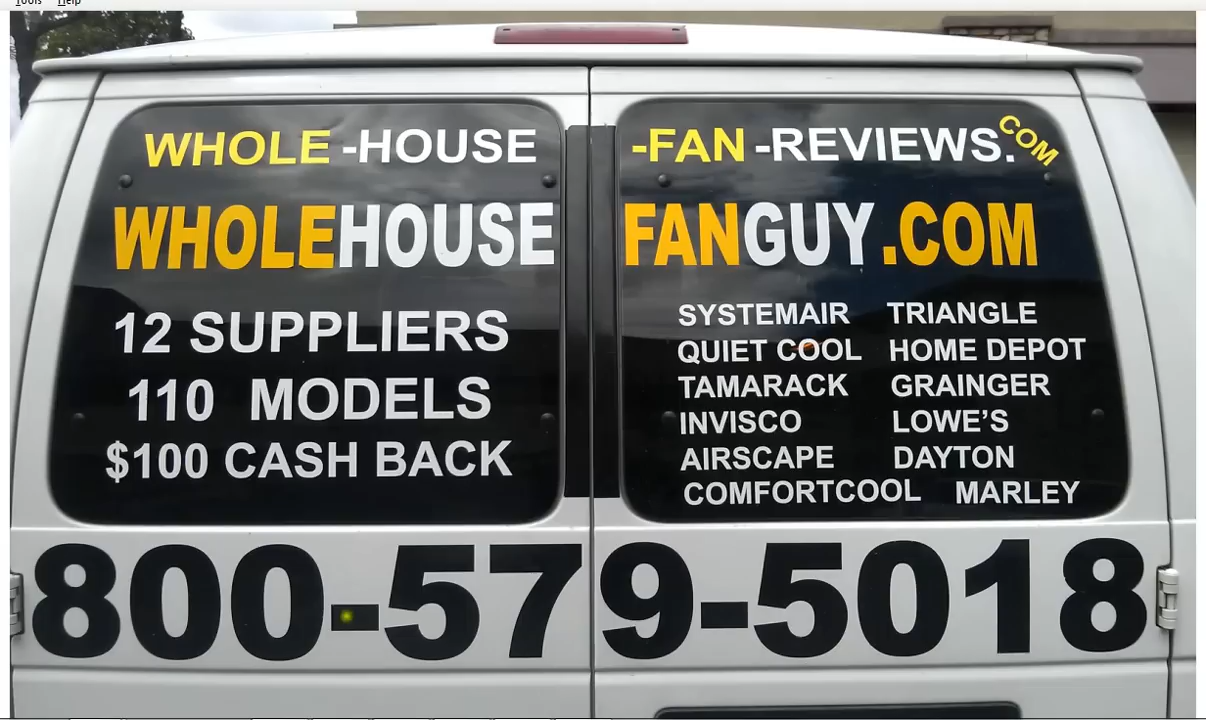 Tools Help
WHOLE-HOUSE -FAN-REVIEWS.COM
WHOLEHOUSE FANGUY.COM
12 SUPPLIERS
110 MODELS
$100 CASH BACK
SYSTEMAIR TRIANGLE
QUIET COOL HOME DEPOT
TAMARACK GRAINGER
INVISCO LOWE'S
AIRSCAPE DAYTON
COMFORTCOOL MARLEY
800-579-5018